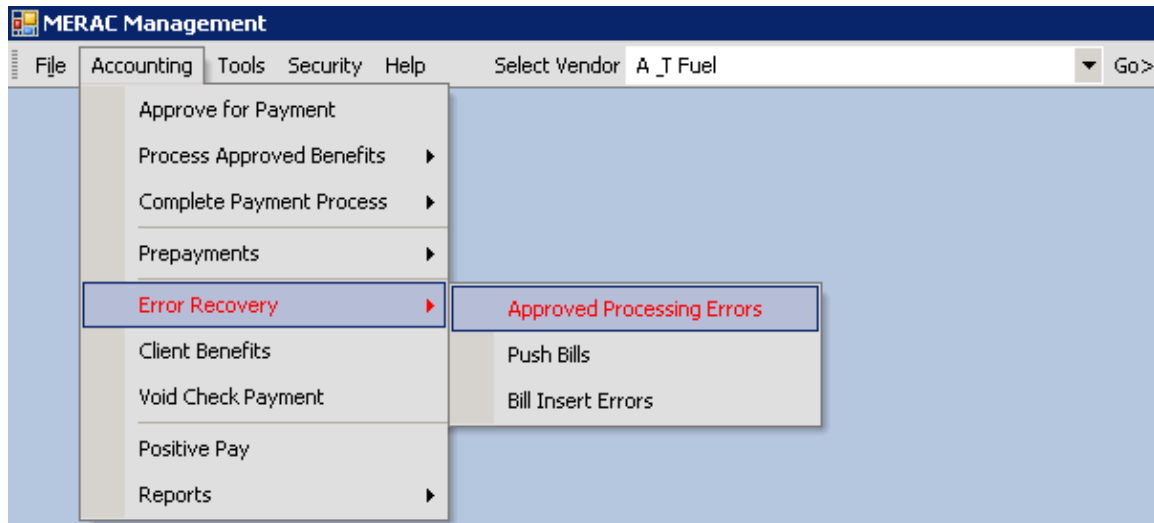 MERAC Management
File Accounting Tools Security Help Select Vendor A _T Fuel Go>
Approve for Payment
Process Approved Benefits
Complete Payment Process
Prepayments
Error Recovery
Approved Processing Errors
Client Benefits
Push Bills
Void Check Payment
Bill Insert Errors
Positive Pay
Reports